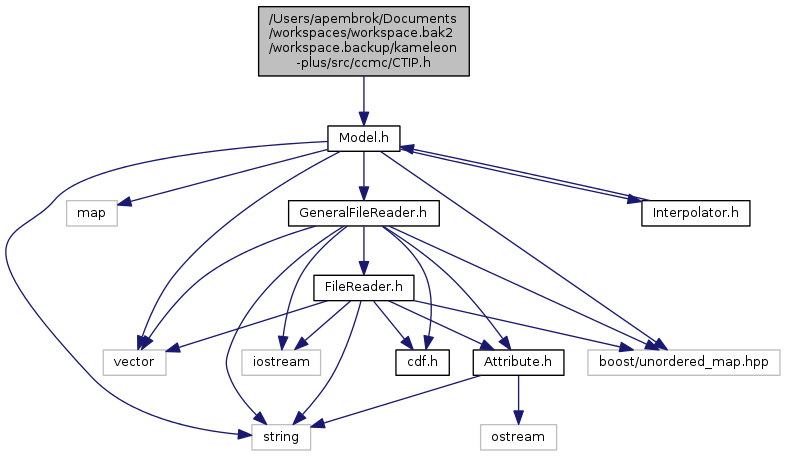 /Users/apembrok/Documents
/workspaces/workspace.bak2
/workspace.backup/kameleon
-plus/src/ccmc/CTIP.h
Model.h
map
GeneralFileReader.h
Interpolator.h
FileReader.h
vector
iostream
cdf.h
Attribute.h
boost/unordered_map.hpp
string
ostream